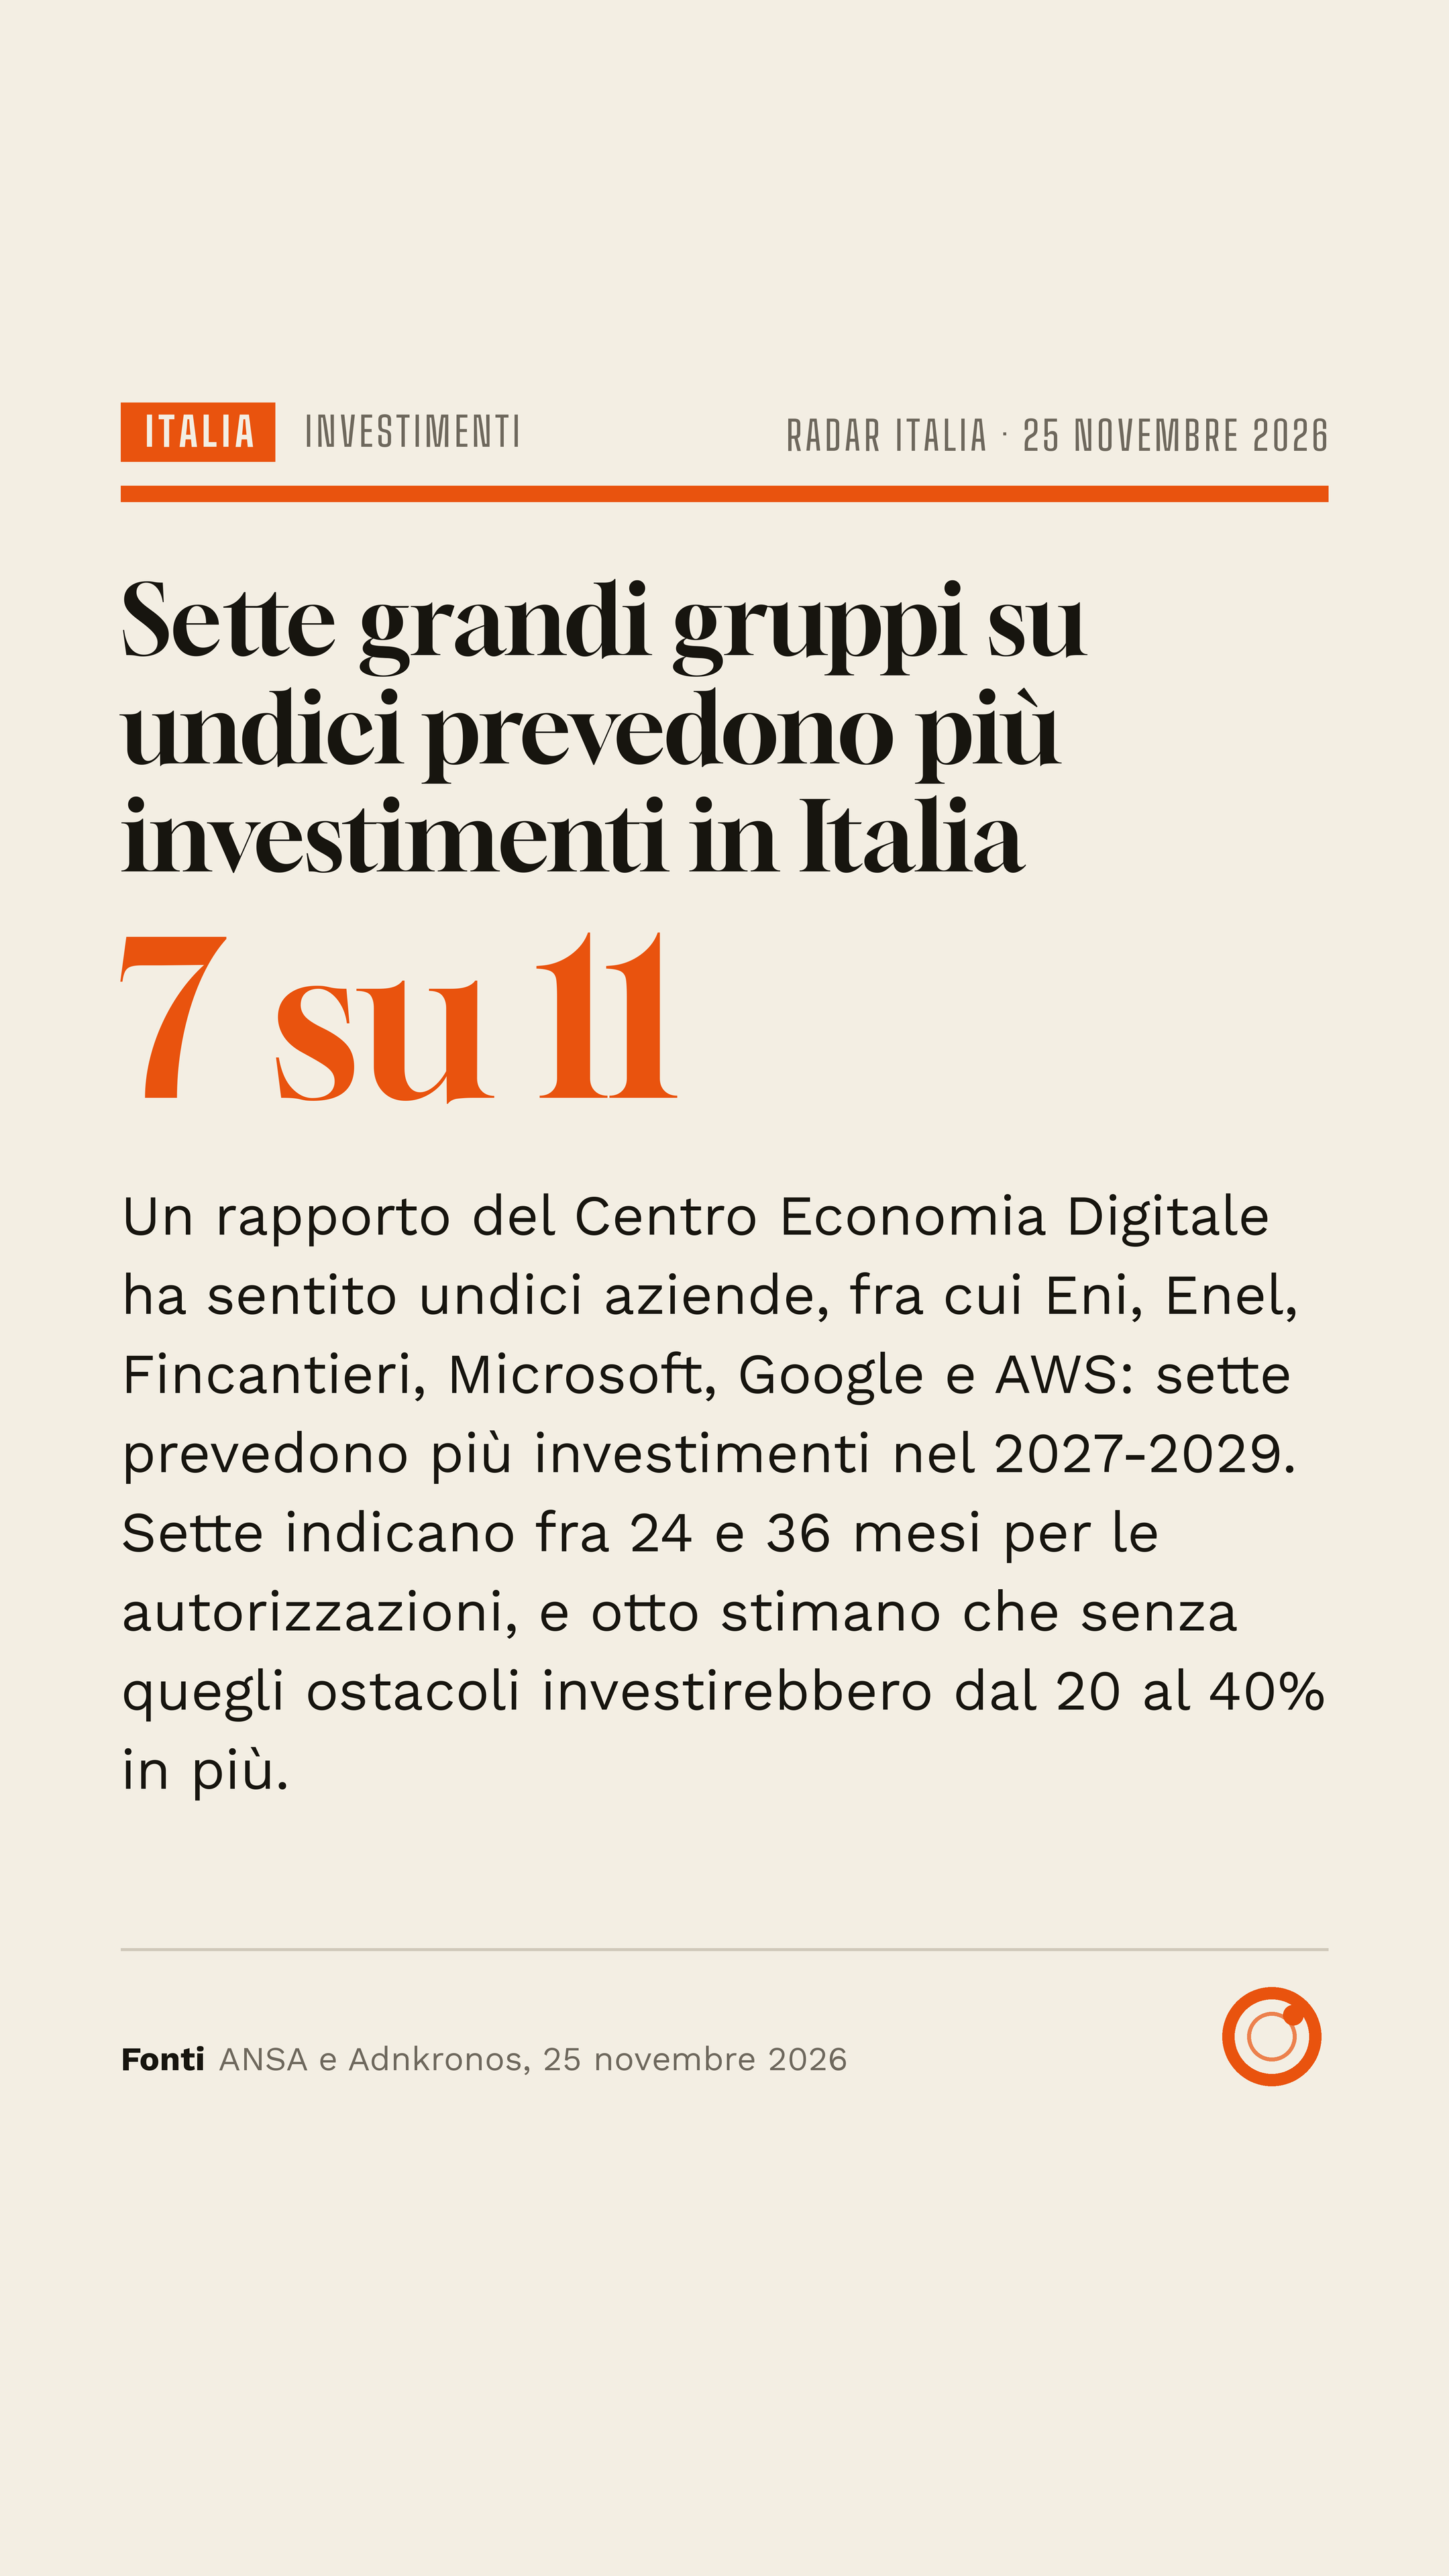 ITALIA INVESTIMENTI RADAR ITALIA · 25 NOVEMBRE 2026
Sette grandi gruppi su
undici prevedono più
investimenti in Italia
7 su 11
Un rapporto del Centro Economia Digitale
ha sentito undici aziende, fra cui Eni, Enel,
Fincantieri, Microsoft, Google e AWS: sette
prevedono più investimenti nel 2027-2029.
Sette indicano fra 24 e 36 mesi per le
autorizzazioni, e otto stimano che senza
quegli ostacoli investirebbero dal 20 al 40%
in più.
Fonti ANSA e Adnkronos, 25 novembre 2026